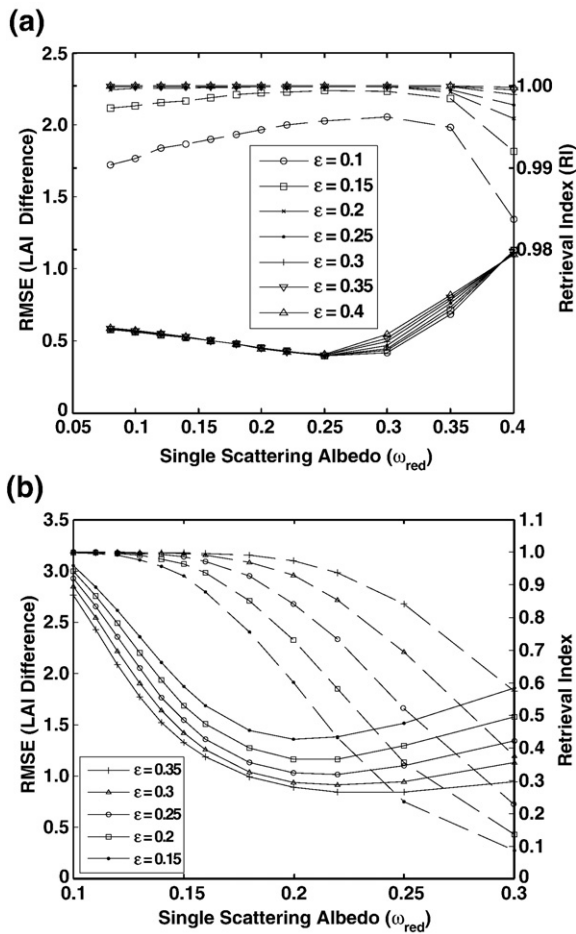 (a)
2.5
2.0
1.5
1.0
0.5
0
RMSE (LAI Difference)
1.00
0.99
0.98
Retrieval Index (RI)
ε = 0.1
ε = 0.15
ε = 0.2
ε = 0.25
ε = 0.3
ε = 0.35
ε = 0.4
0.05 0.1 0.15 0.2 0.25 0.3 0.35 0.4
Single Scattering Albedo (ω_red)
(b)
3.5
3.0
2.5
2.0
1.5
1.0
0.5
0
RMSE (LAI Difference)
1.1
1.0
0.9
0.8
0.7
0.6
0.5
0.4
0.3
0.2
0.1
0
Retrieval Index
ε = 0.35
ε = 0.3
ε = 0.25
ε = 0.2
ε = 0.15
0.1 0.15 0.2 0.25 0.3
Single Scattering Albedo (ω_red)